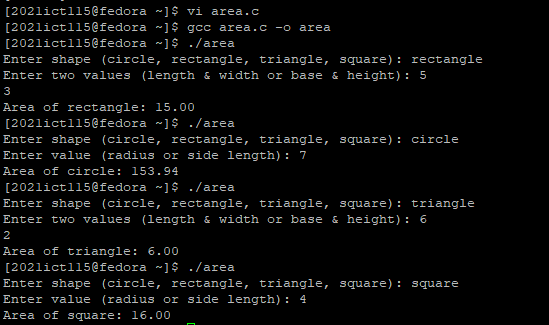 [2021ict115@fedora ~]$ vi area.c
[2021ict115@fedora ~]$ gcc area.c -o area
[2021ict115@fedora ~]$ ./area
Enter shape (circle, rectangle, triangle, square): rectangle
Enter two values (length & width or base & height): 5
3
Area of rectangle: 15.00
[2021ict115@fedora ~]$ ./area
Enter shape (circle, rectangle, triangle, square): circle
Enter value (radius or side length): 7
Area of circle: 153.94
[2021ict115@fedora ~]$ ./area
Enter shape (circle, rectangle, triangle, square): triangle
Enter two values (length & width or base & height): 6
2
Area of triangle: 6.00
[2021ict115@fedora ~]$ ./area
Enter shape (circle, rectangle, triangle, square): square
Enter value (radius or side length): 4
Area of square: 16.00